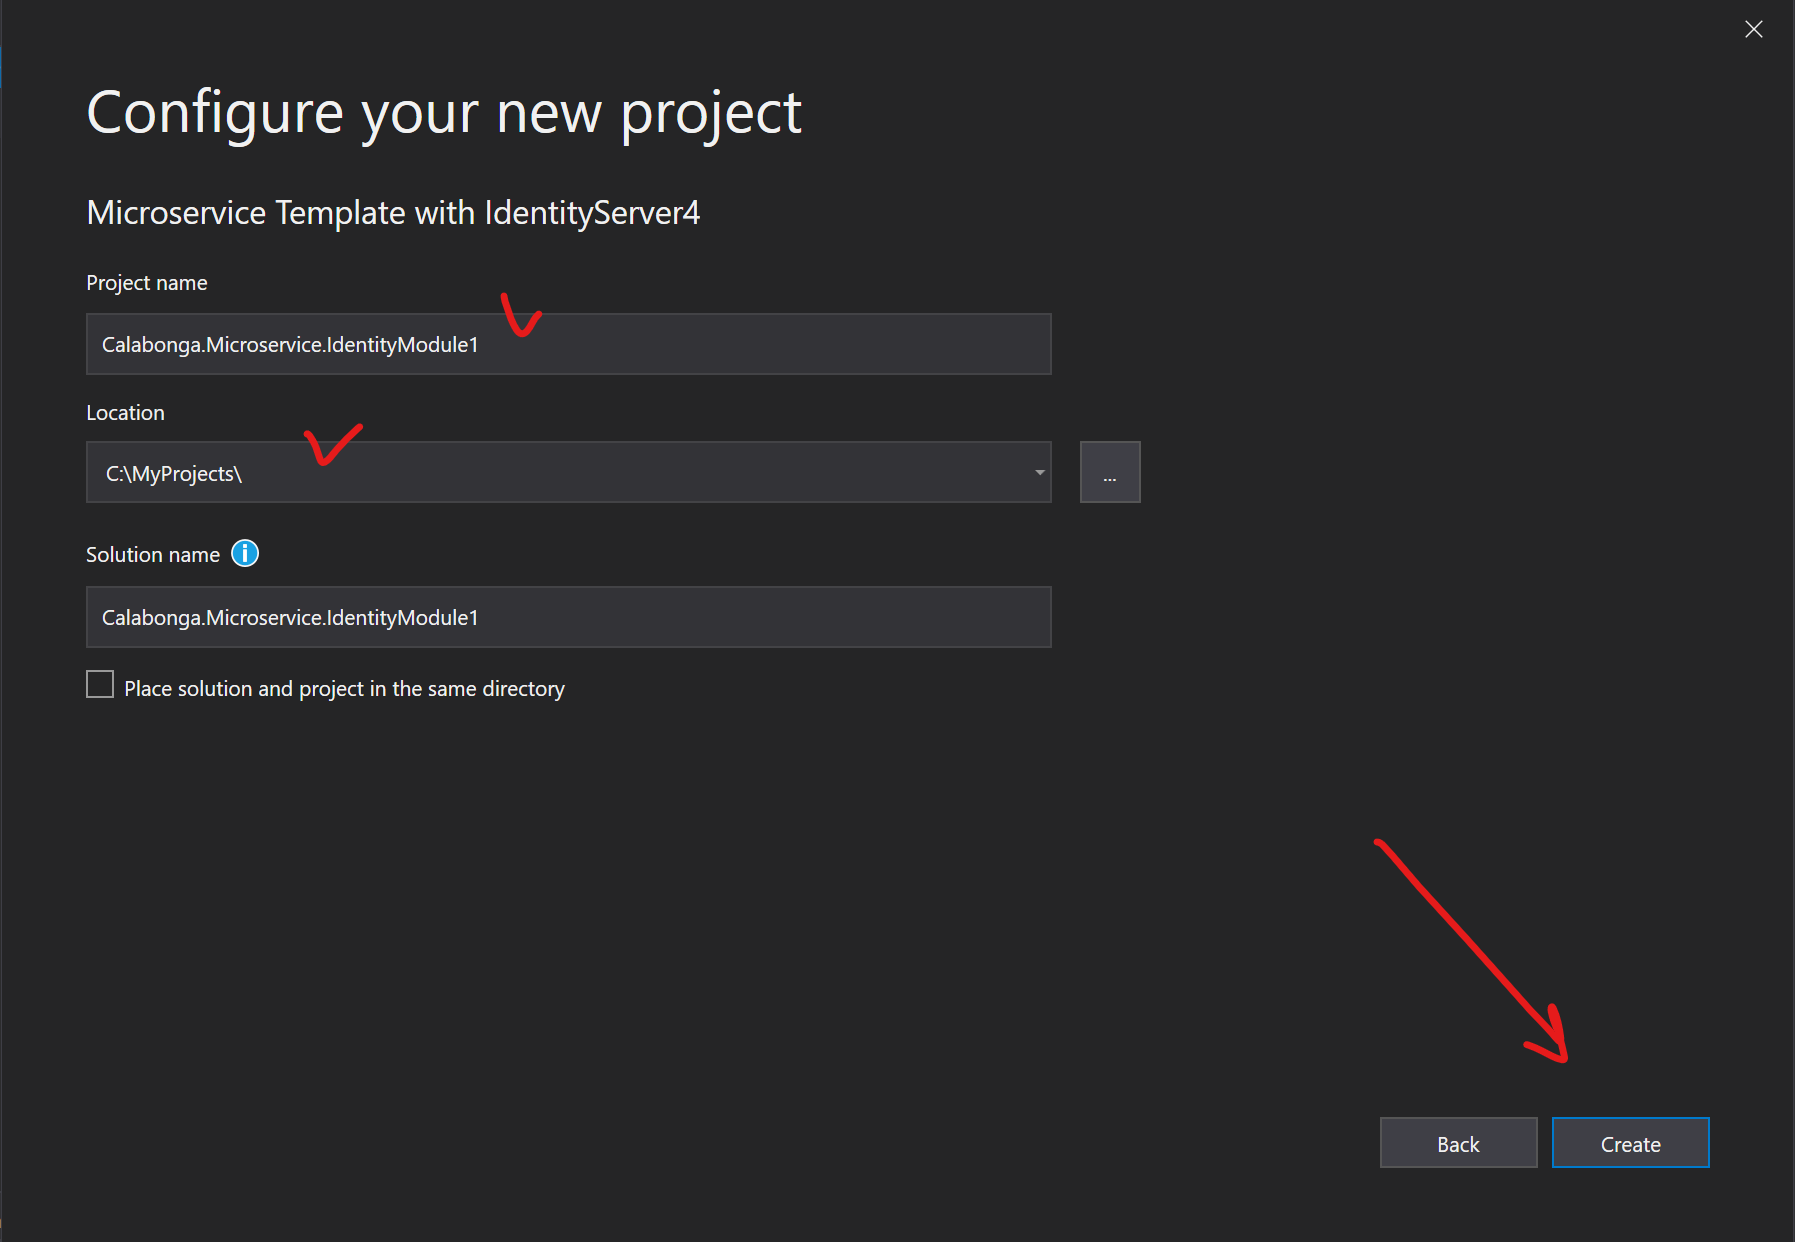 Configure your new project
Microservice Template with IdentityServer4
Project name
Calabonga.Microservice.IdentityModule1
Location
C:\MyProjects\
...
Solution name
Calabonga.Microservice.IdentityModule1
Place solution and project in the same directory
Back
Create